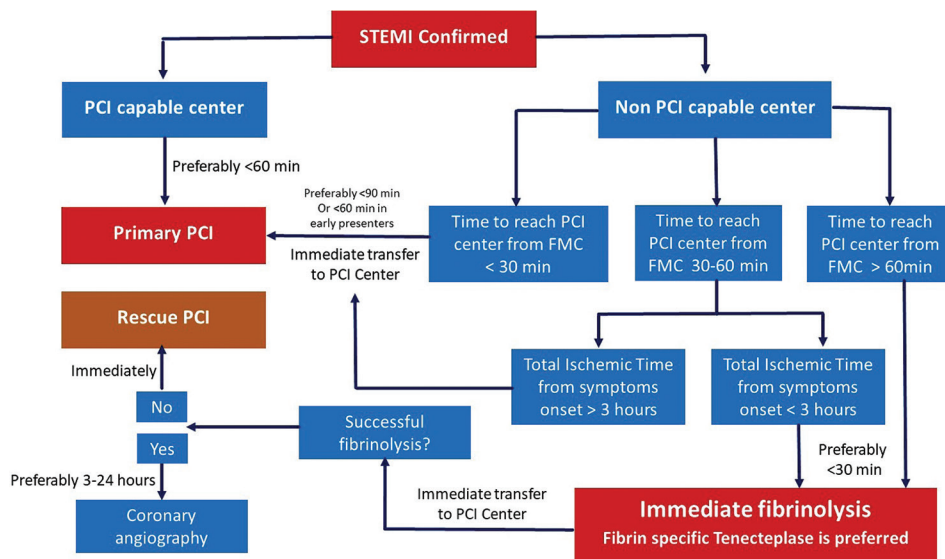 STEMI Confirmed
PCI capable center
Non PCI capable center
Preferably <60 min
Preferably <90 min
Or <60 min in
early presenters
Primary PCI
Immediate transfer
to PCI Center
Time to reach PCI
center from FMC
< 30 min
Time to reach
PCI center from
FMC  30-60 min
Time to reach
PCI center from
FMC  > 60min
Rescue PCI
Immediately
No
Yes
Successful
fibrinolysis?
Total Ischemic Time
from symptoms
onset > 3 hours
Total Ischemic Time
from symptoms
onset < 3 hours
Preferably
<30 min
Preferably 3-24 hours
Coronary
angiography
Immediate transfer
to PCI Center
Immediate fibrinolysis
Fibrin specific Tenecteplase is preferred